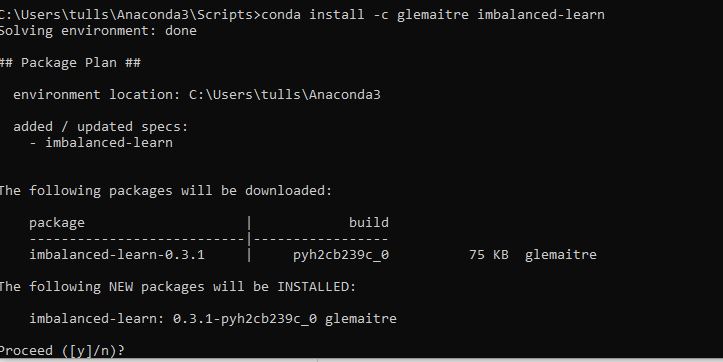 C:\Users\tulls\Anaconda3\Scripts>conda install -c glemaitre imbalanced-learn
Solving environment: done
## Package Plan ##
environment location: C:\Users\tulls\Anaconda3
added / updated specs:
- imbalanced-learn
The following packages will be downloaded:
package | build
---------------------------|-----------------
imbalanced-learn-0.3.1 | pyh2cb239c_0 75 KB glemaitre
The following NEW packages will be INSTALLED:
imbalanced-learn: 0.3.1-pyh2cb239c_0 glemaitre
Proceed ([y]/n)?